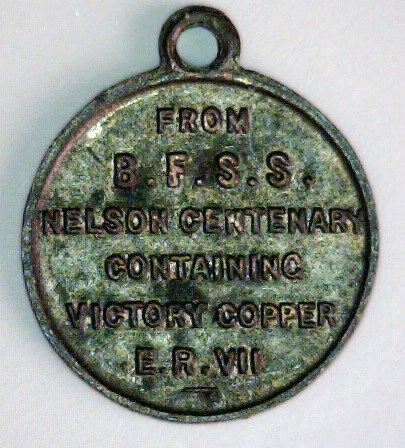 FROM
B.F.S.S.
NELSON CENTENARY
CONTAINING
VICTORY COPPER
E.R.VII